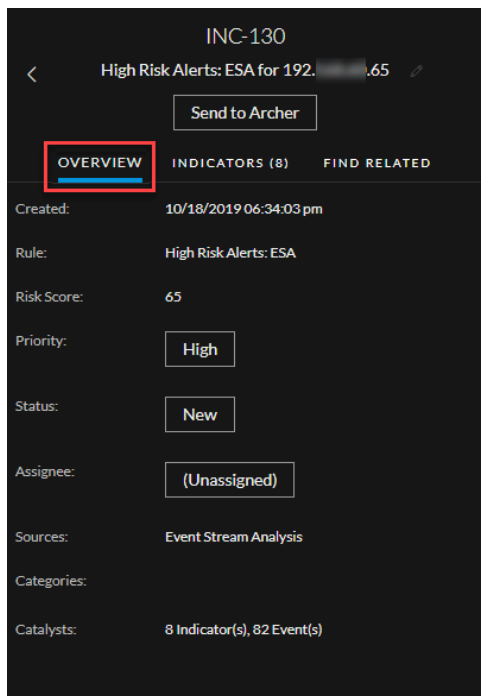 INC-130
High Risk Alerts: ESA for 192. .65
Send to Archer
OVERVIEW INDICATORS (8) FIND RELATED
Created: 10/18/2019 06:34:03 pm
Rule: High Risk Alerts: ESA
Risk Score: 65
Priority: High
Status: New
Assignee: (Unassigned)
Sources: Event Stream Analysis
Categories:
Catalysts: 8 Indicator(s), 82 Event(s)